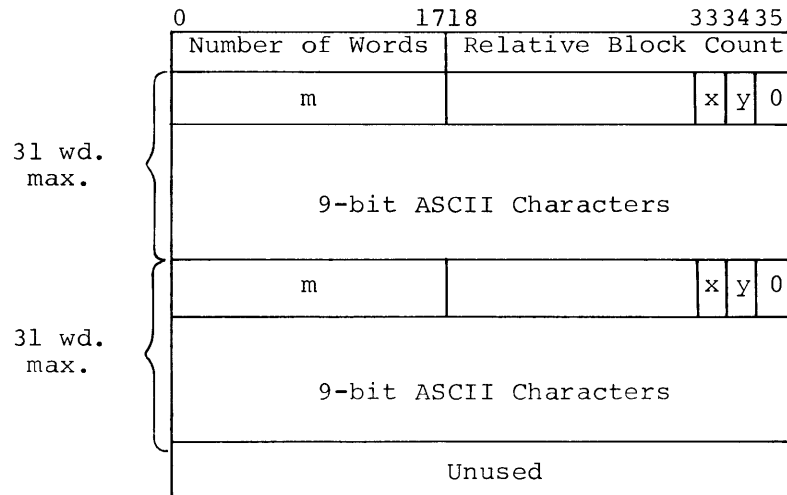 0 1718 333435
Number of Words Relative Block Count
m x y 0
31 wd.
max.
9-bit ASCII Characters
m x y 0
31 wd.
max.
9-bit ASCII Characters
Unused